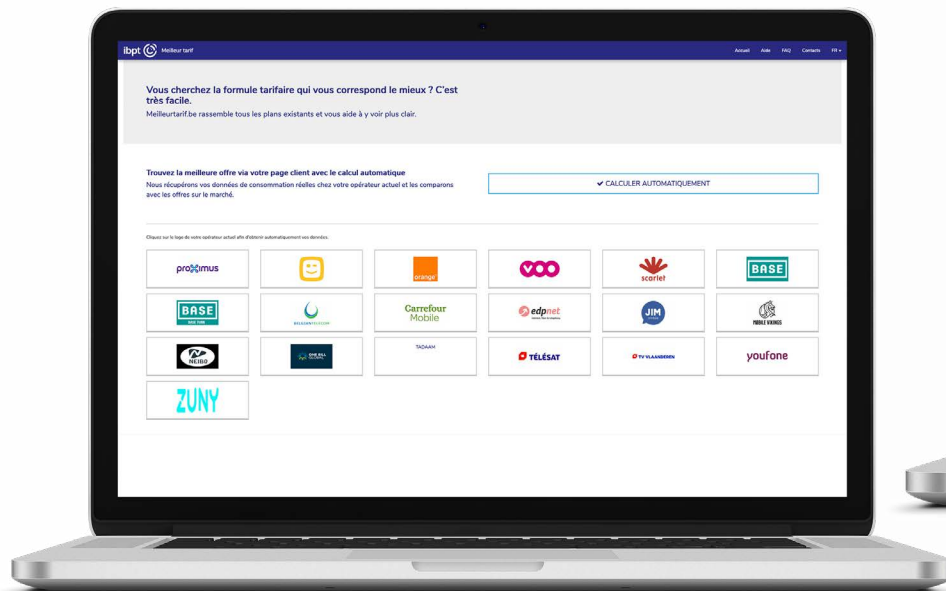 ibpt Meilleur tarif
Accueil Aide FAQ Contacts FR
Vous cherchez la formule tarifaire qui vous correspond le mieux ? C'est
très facile.
Meilleurtarif.be rassemble tous les plans existants et vous aide à y voir plus clair.
Trouvez la meilleure offre via votre page client avec le calcul automatique
Nous récupérons vos données de consommation réelles chez votre opérateur actuel et les comparons
avec les offres sur le marché.
CALCULER AUTOMATIQUEMENT
Cliquez sur le logo de votre opérateur actuel afin d'obtenir automatiquement vos données.
proximus
orange
voo
scarlet
BASE
BASE
Carrefour
Mobile
edpnet
JIM
MOBILE VIKINGS
NEIBO
ONE BILL
GLOBAL
TADAAM
TÉLÉSAT
TV VLAANDEREN
youfone
ZUNY